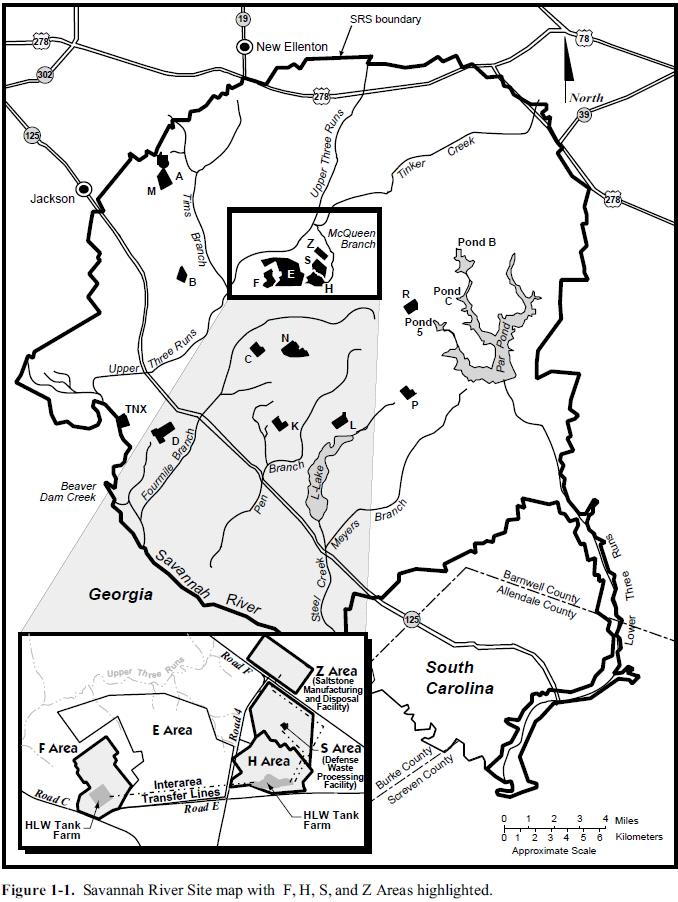 19
SRS boundary
278
New Ellenton
78
302
278
North
39
125
Upper Three Runs
Tinker Creek
A
M
Jackson
Tims Branch
278
McQueen
Branch
Z
S
E
F
H
Pond B
B
R
Pond
C
Pond
5
Par Pond
N
C
Upper Three Runs
P
TNX
D
K
L
Fourmile Branch
Beaver
Dam Creek
Pen Branch
L-Lake
Meyers Branch
Steel Creek
Savannah River
Georgia
125
Barnwell County
Allendale County
Lower Three Runs
South
Carolina
Burke County
Screven County
Upper Three Runs
Road F
Z Area
(Saltstone
Manufacturing
and Disposal
Facility)
E Area
Road 4
F Area
S Area
(Defense
Waste
Processing
Facility)
H Area
Interarea
Transfer Lines
Road C
Road E
HLW Tank
Farm
HLW Tank
Farm
0 1 2 3 4 Miles
0 1 2 3 4 5 6 Kilometers
Approximate Scale
Figure 1-1. Savannah River Site map with F, H, S, and Z Areas highlighted.